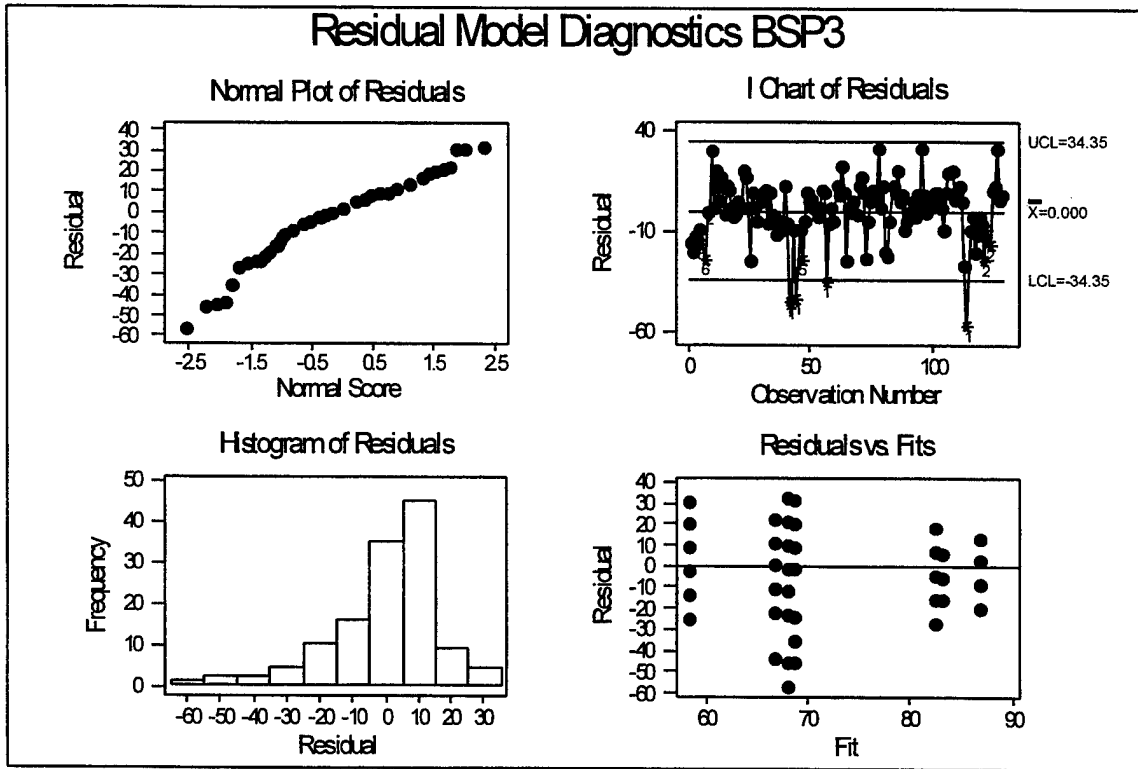 Residual Model Diagnostics BSP3
Normal Plot of Residuals
Residual
40
30
20
10
0
-10
-20
-30
-40
-50
-60
-2.5 -1.5 -0.5 0.5 1.5 2.5
Normal Score
I Chart of Residuals
Residual
40
-10
-60
UCL=34.35
X=0.000
LCL=-34.35
6
5
2
2
0 50 100
Observation Number
Histogram of Residuals
Frequency
50
40
30
20
10
0
-60 -50 -40 -30 -20 -10 0 10 20 30
Residual
Residuals vs. Fits
Residual
40
30
20
10
0
-10
-20
-30
-40
-50
-60
60 70 80 90
Fit